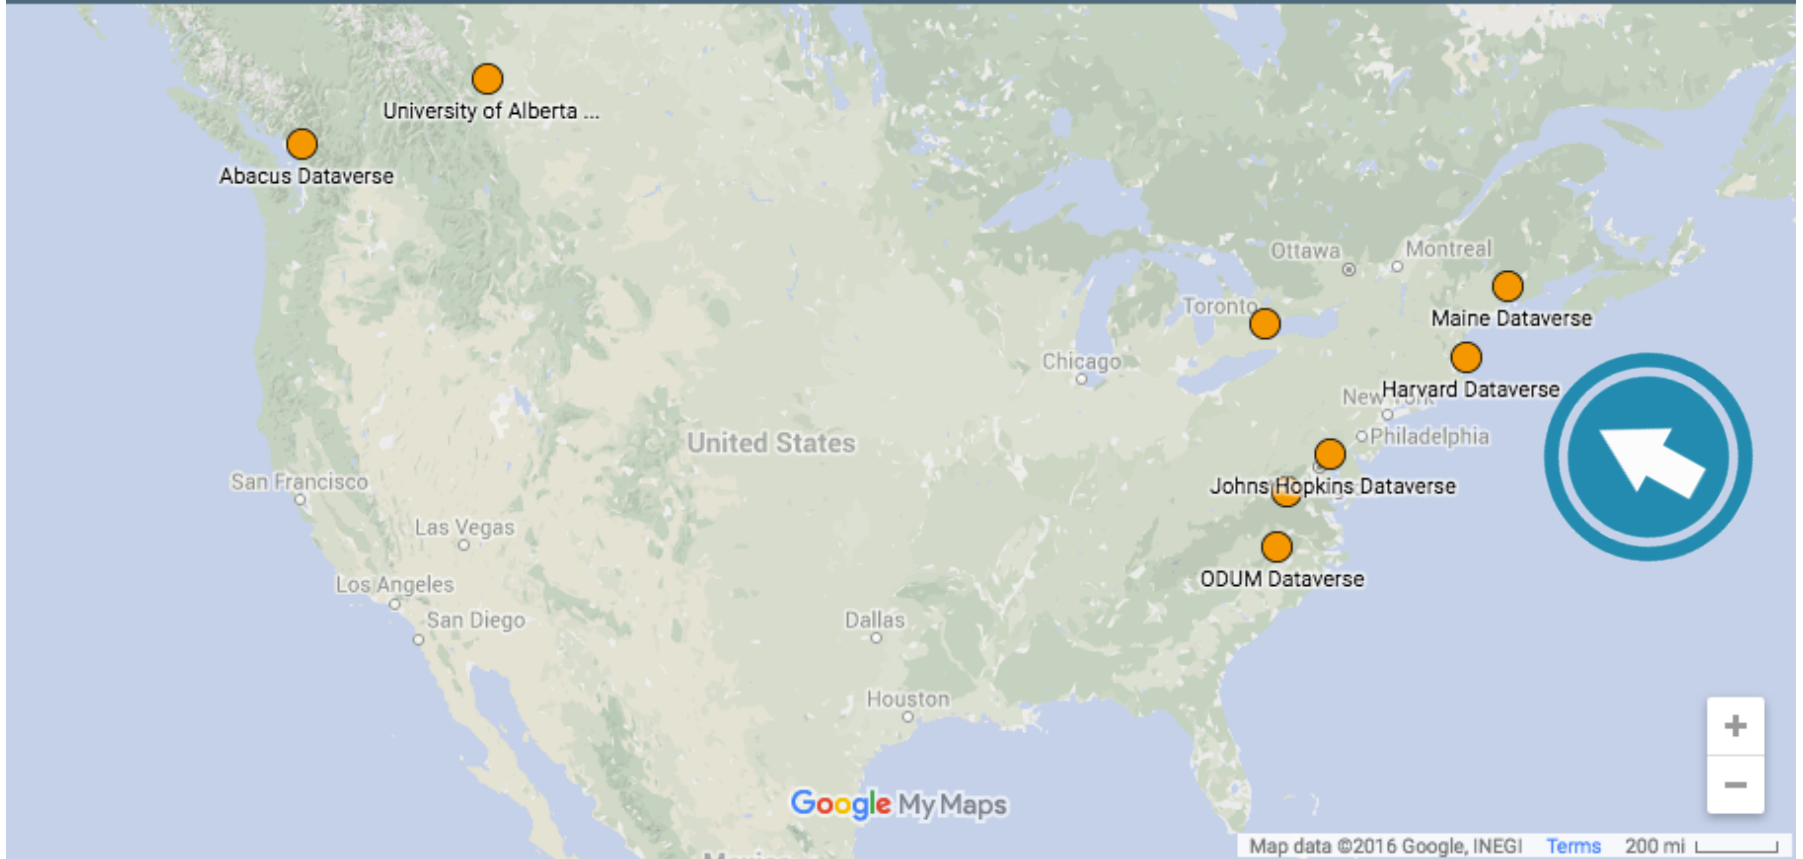 University of Alberta ...
Abacus Dataverse
Ottawa
Montreal
Toronto
Maine Dataverse
Chicago
Harvard Dataverse
New York
Philadelphia
United States
San Francisco
Johns Hopkins Dataverse
Las Vegas
ODUM Dataverse
Los Angeles
San Diego
Dallas
Houston
Google My Maps
+
−
Map data ©2016 Google, INEGI Terms 200 mi